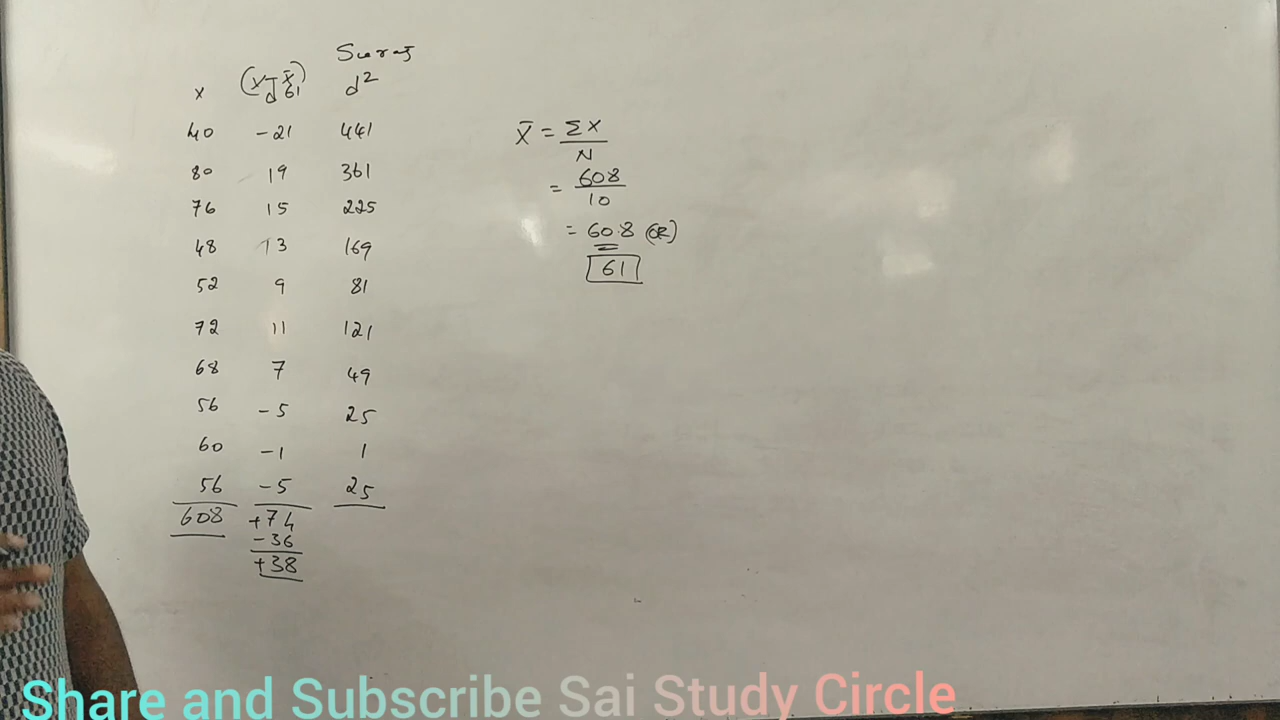 Suraj
x (X - X̄) d²
d 61
40 -21 441
80 19 361
76 15 225
48 13 169
52 9 81
72 11 121
68 7 49
56 -5 25
60 -1 1
56 -5 25
608 +74
-36
+38
X̄ = ΣX
N
= 608
10
= 60.8 (OR)
61
Share and Subscribe Sai Study Circle